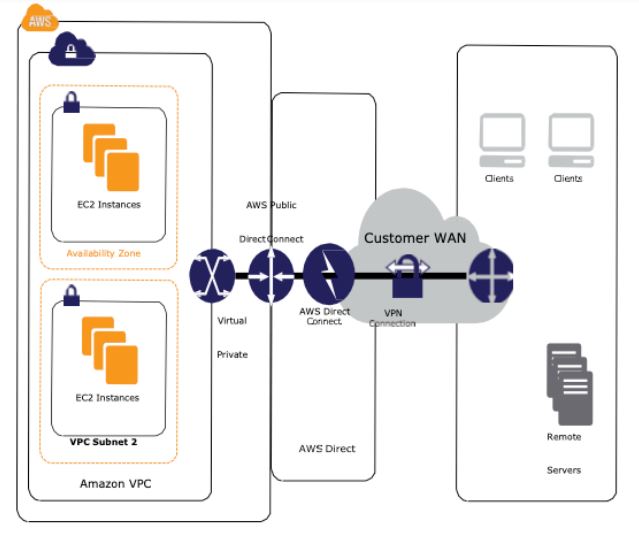 AWS
EC2 Instances
Availability Zone
EC2 Instances
VPC Subnet 2
Amazon VPC
AWS Public
Direct Connect
Virtual
Private
AWS Direct
Connect
AWS Direct
Customer WAN
VPN
Connection
Clients
Clients
Remote
Servers